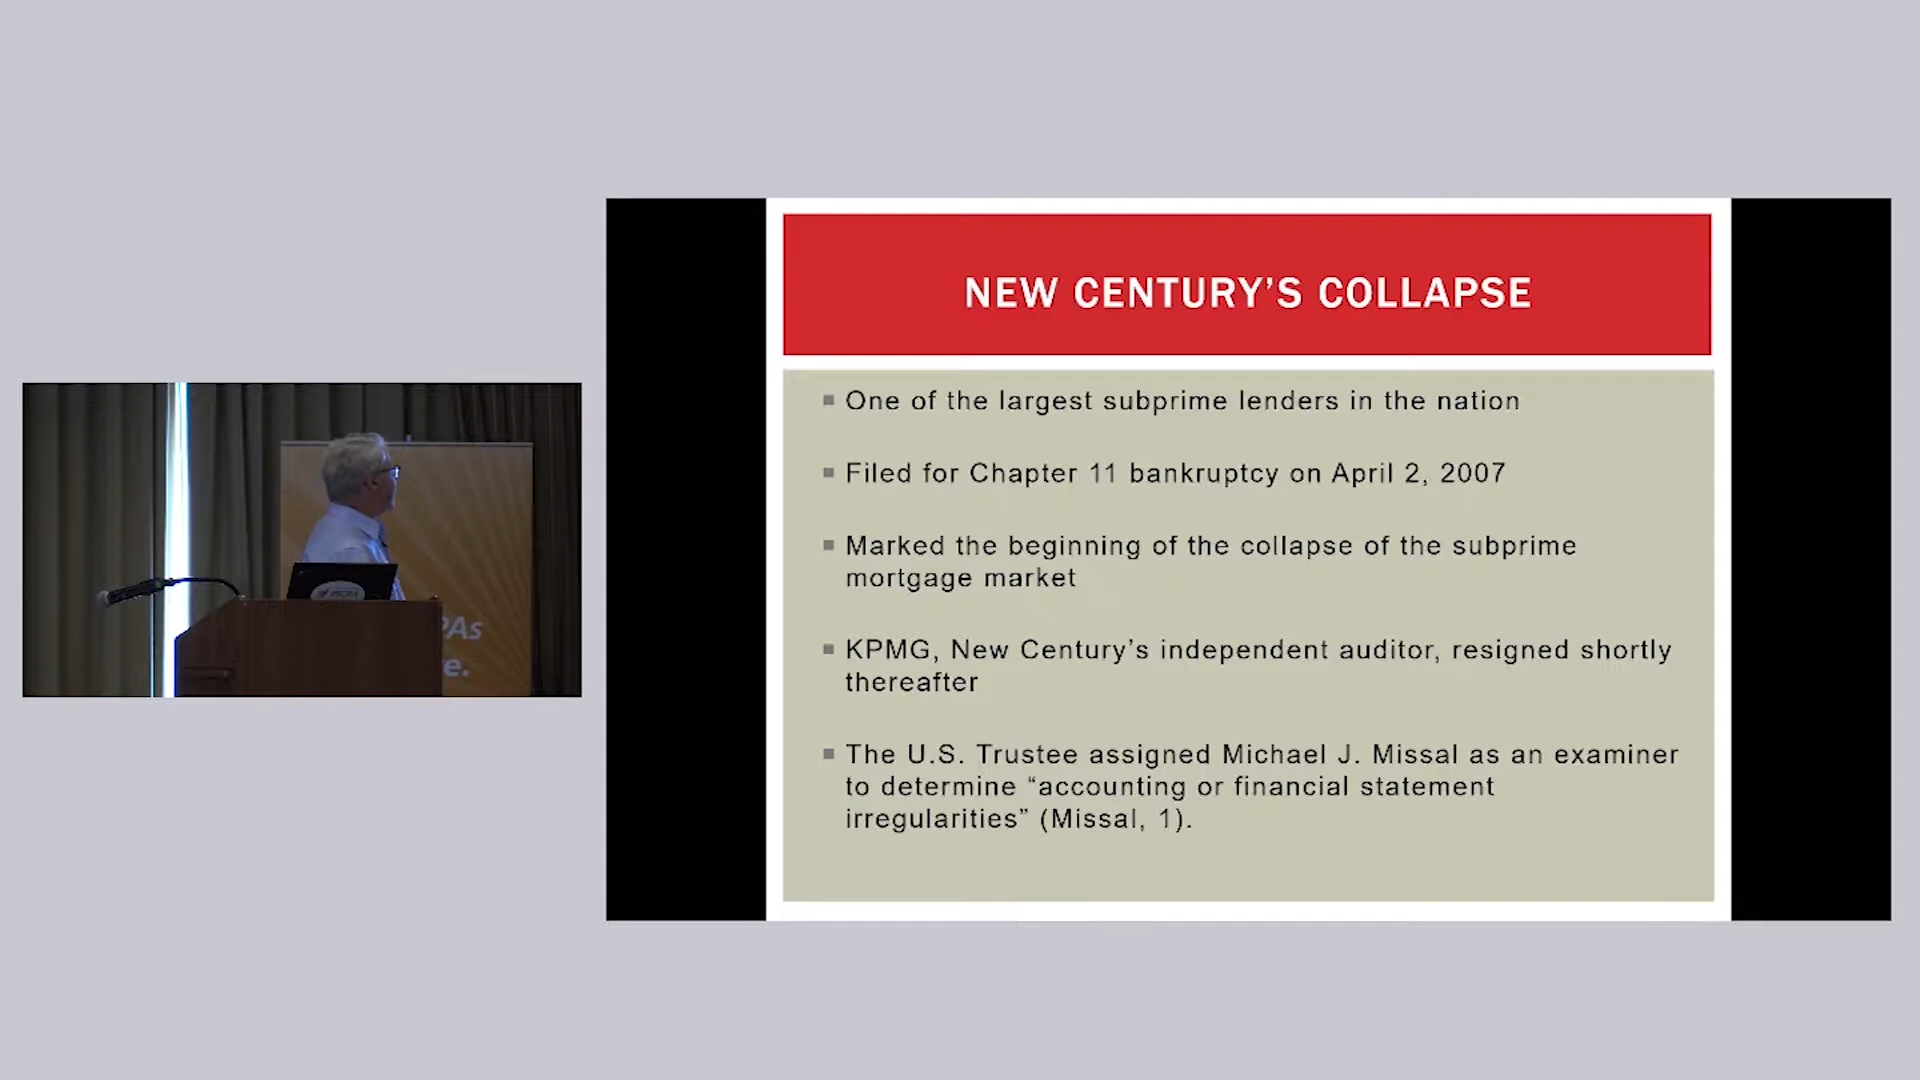 NEW CENTURY’S COLLAPSE
One of the largest subprime lenders in the nation
Filed for Chapter 11 bankruptcy on April 2, 2007
Marked the beginning of the collapse of the subprime
mortgage market
KPMG, New Century’s independent auditor, resigned shortly
thereafter
The U.S. Trustee assigned Michael J. Missal as an examiner
to determine “accounting or financial statement
irregularities” (Missal, 1).
PAs
e.